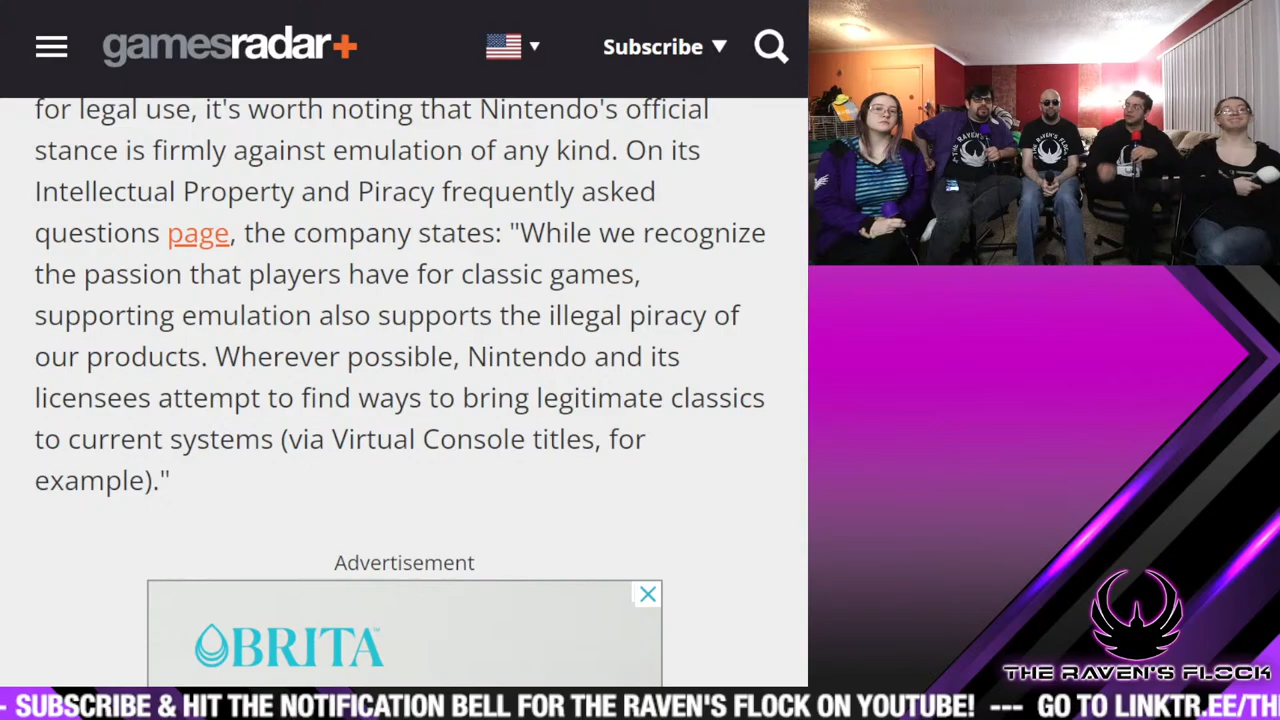 gamesradar+
Subscribe
for legal use, it's worth noting that Nintendo's official
stance is firmly against emulation of any kind. On its
Intellectual Property and Piracy frequently asked
questions page, the company states: "While we recognize
the passion that players have for classic games,
supporting emulation also supports the illegal piracy of
our products. Wherever possible, Nintendo and its
licensees attempt to find ways to bring legitimate classics
to current systems (via Virtual Console titles, for
example)."
Advertisement
BRITA
THE RAVEN'S FLOCK
- SUBSCRIBE & HIT THE NOTIFICATION BELL FOR THE RAVEN'S FLOCK ON YOUTUBE! --- GO TO LINKTR.EE/TH